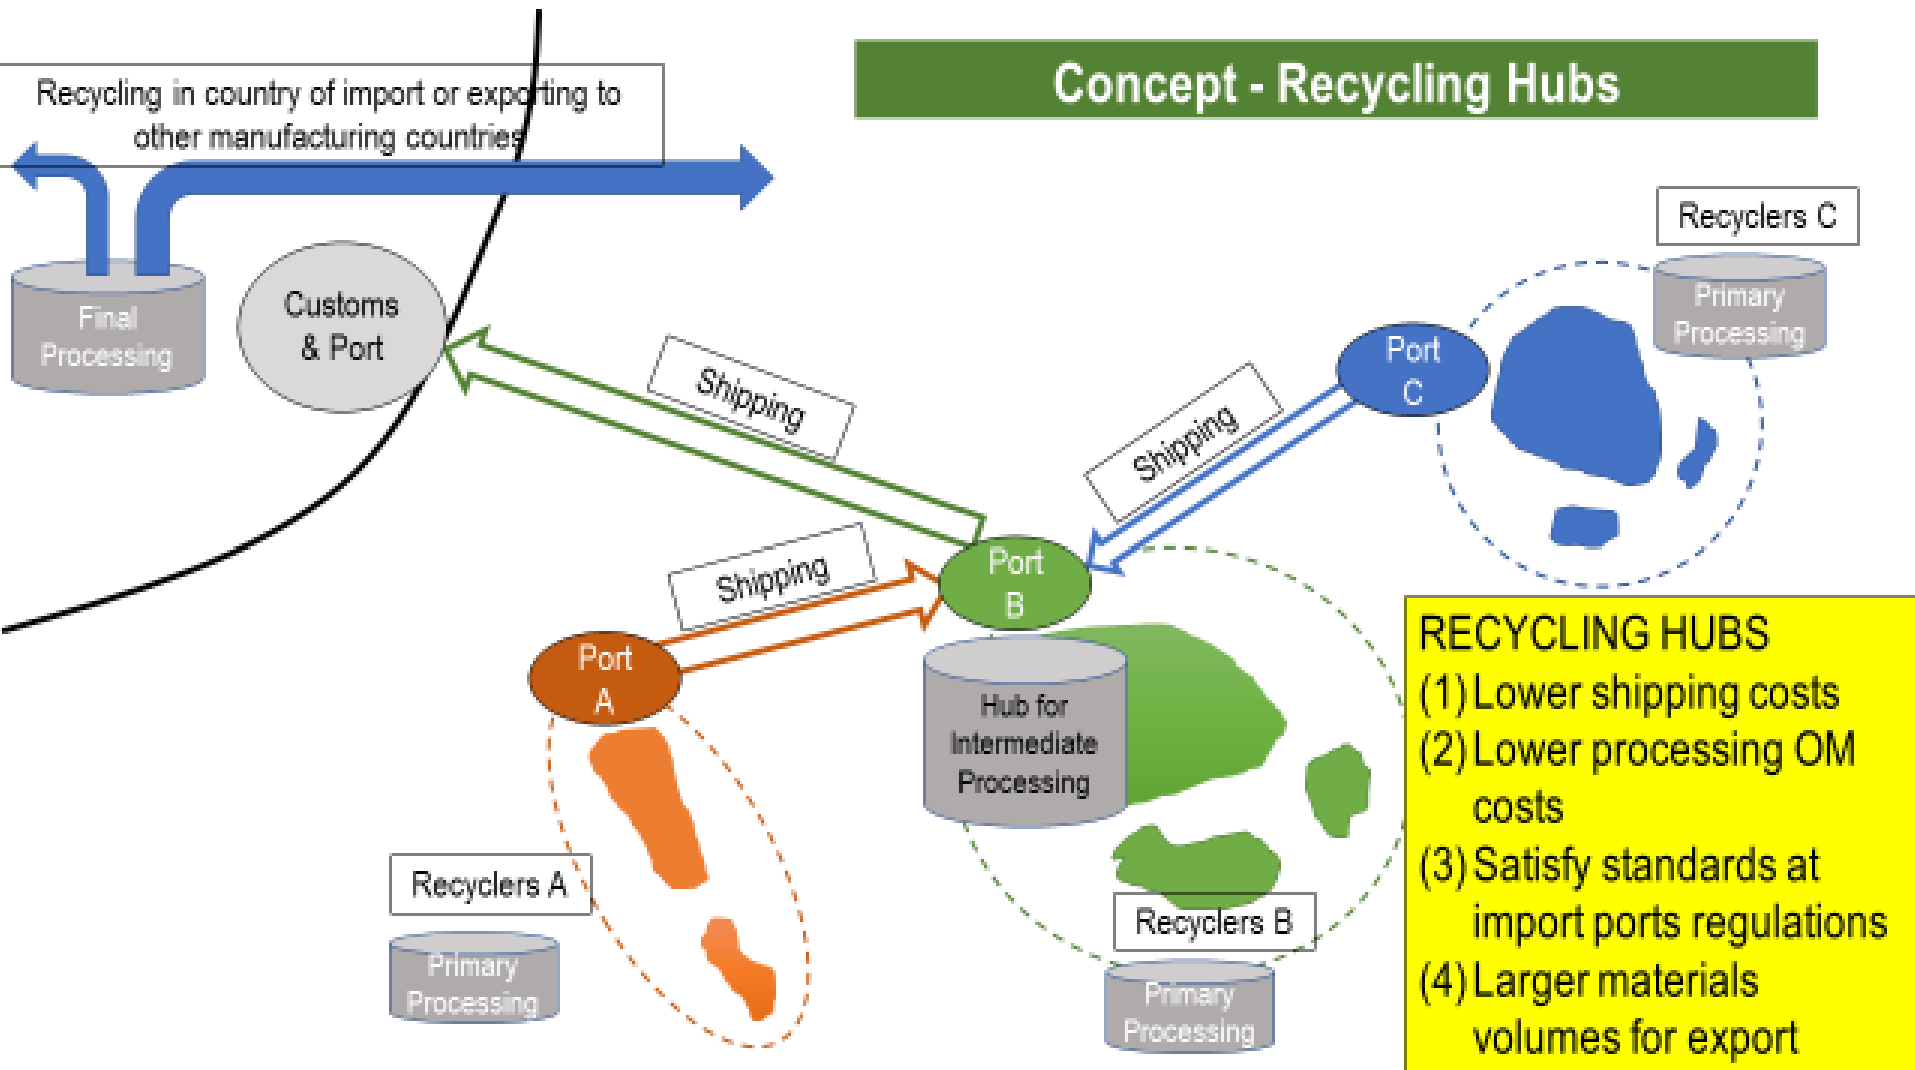 Concept - Recycling Hubs
Recycling in country of import or exporting to
other manufacturing countries
Recyclers C
Primary
Processing
Final
Processing
Customs
& Port
Shipping
Port
C
Shipping
Shipping
Port
B
Port
A
Hub for
Intermediate
Processing
Recyclers A
Primary
Processing
Recyclers B
Primary
Processing
RECYCLING HUBS
(1) Lower shipping costs
(2) Lower processing OM
costs
(3) Satisfy standards at
import ports regulations
(4) Larger materials
volumes for export